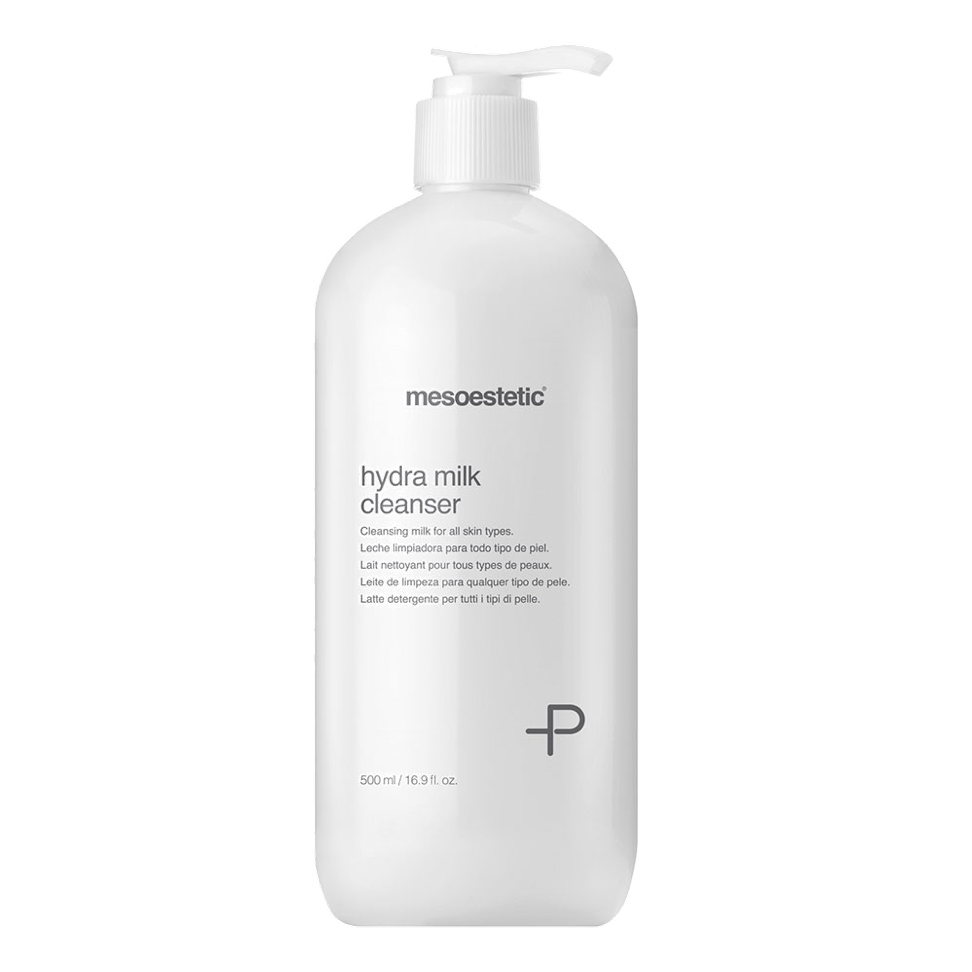 mesoestetic®
hydra milk
cleanser
Cleansing milk for all skin types.
Leche limpiadora para todo tipo de piel.
Lait nettoyant pour tous types de peaux.
Leite de limpeza para qualquer tipo de pele.
Latte detergente per tutti i tipi di pelle.
P
500 ml / 16.9 fl. oz.